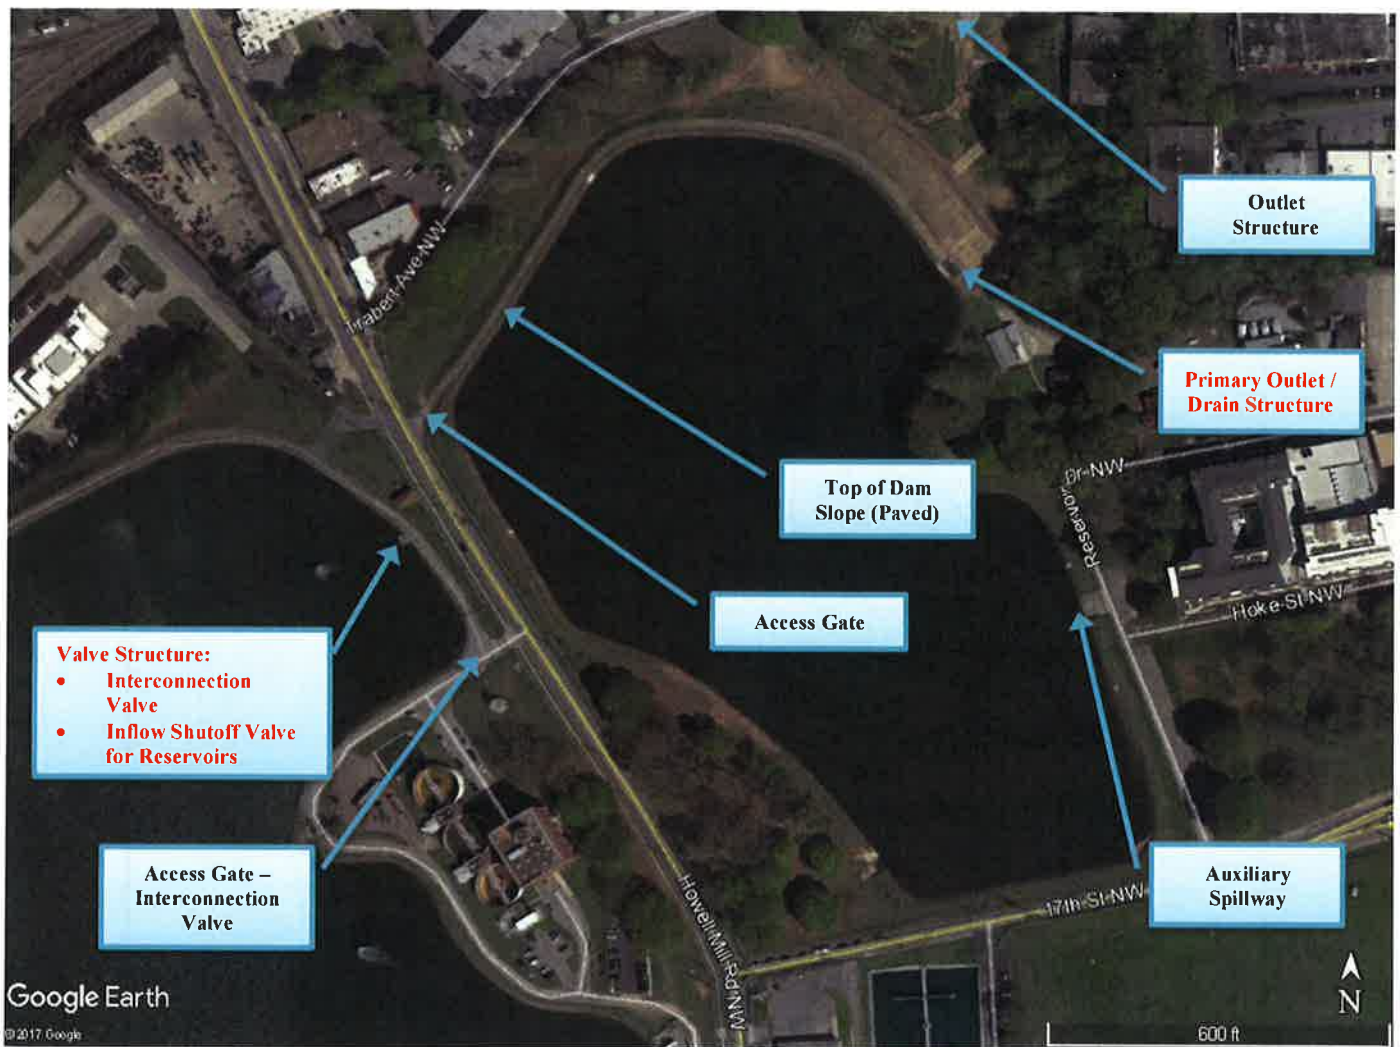 Outlet
Structure
Trabert-Ave-NW
Primary Outlet /
Drain Structure
Top of Dam
Slope (Paved)
Reservoir Dr-NW
Access Gate
Hoke-St-NW
Valve Structure:
• Interconnection
Valve
• Inflow Shutoff Valve
for Reservoirs
Access Gate –
Interconnection
Valve
Auxiliary
Spillway
Howell-Mill-Rd-NW
17th-St-NW
Google Earth
© 2017 Google
N
600 ft